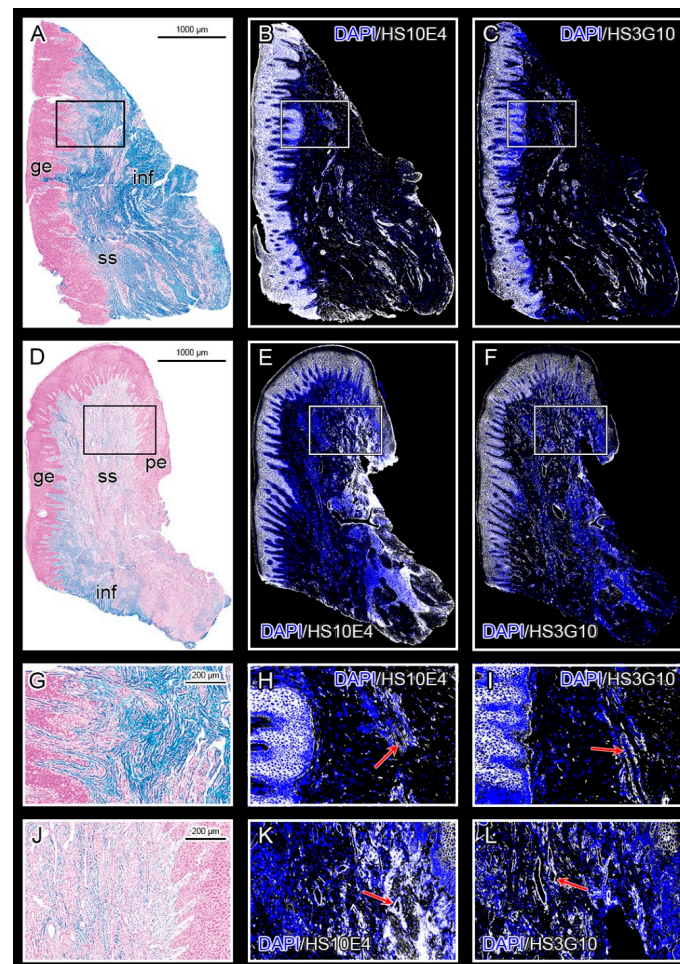 A
1000 µm
B
DAPI/HS10E4
C
DAPI/HS3G10
ge
inf
ss
D
1000 µm
E
F
ge
ss
pe
inf
DAPI/HS10E4
DAPI/HS3G10
G
200 µm
H
DAPI/HS10E4
I
DAPI/HS3G10
J
200 µm
K
L
DAPI/HS10E4
DAPI/HS3G10